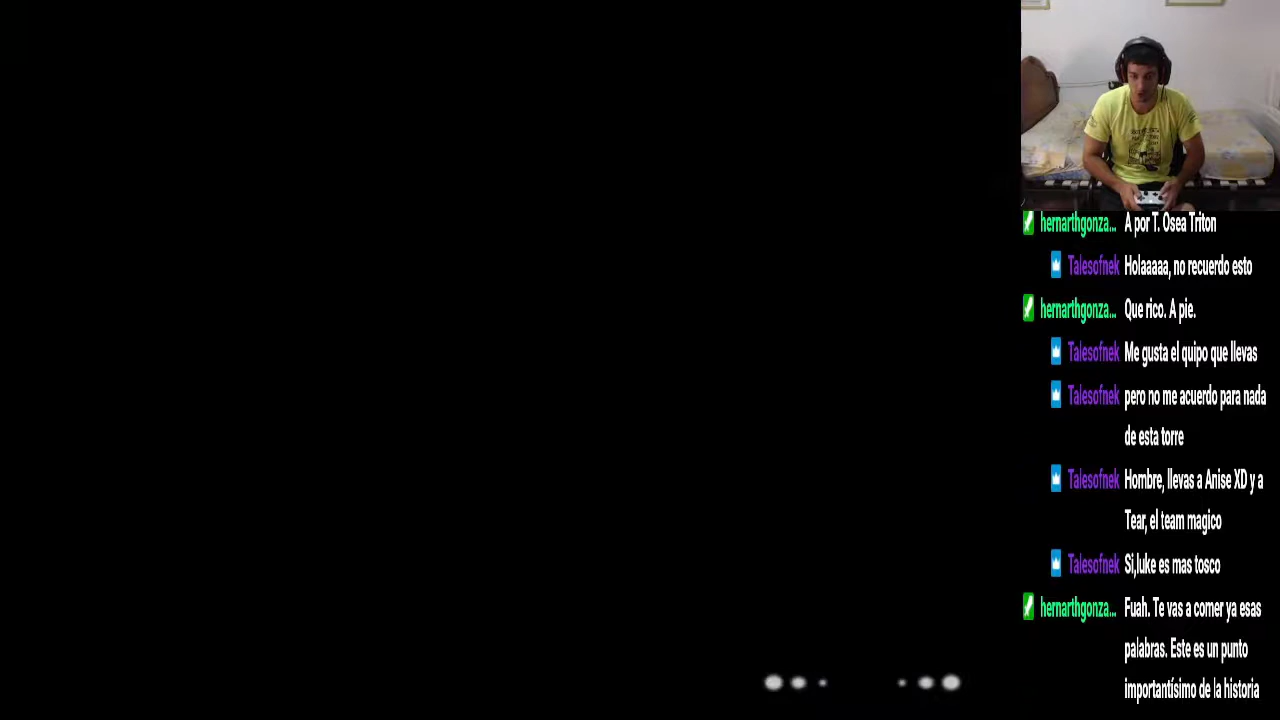 hernarthgonza... A por T. Osea Triton
Talesofnek Holaaaaa, no recuerdo esto
hernarthgonza... Que rico. A pie.
Talesofnek Me gusta el quipo que llevas
Talesofnek pero no me acuerdo para nada
de esta torre
Talesofnek Hombre, llevas a Anise XD y a
Tear, el team magico
Talesofnek Si,luke es mas tosco
hernarthgonza... Fuah. Te vas a comer ya esas
palabras. Este es un punto
importantísimo de la historia